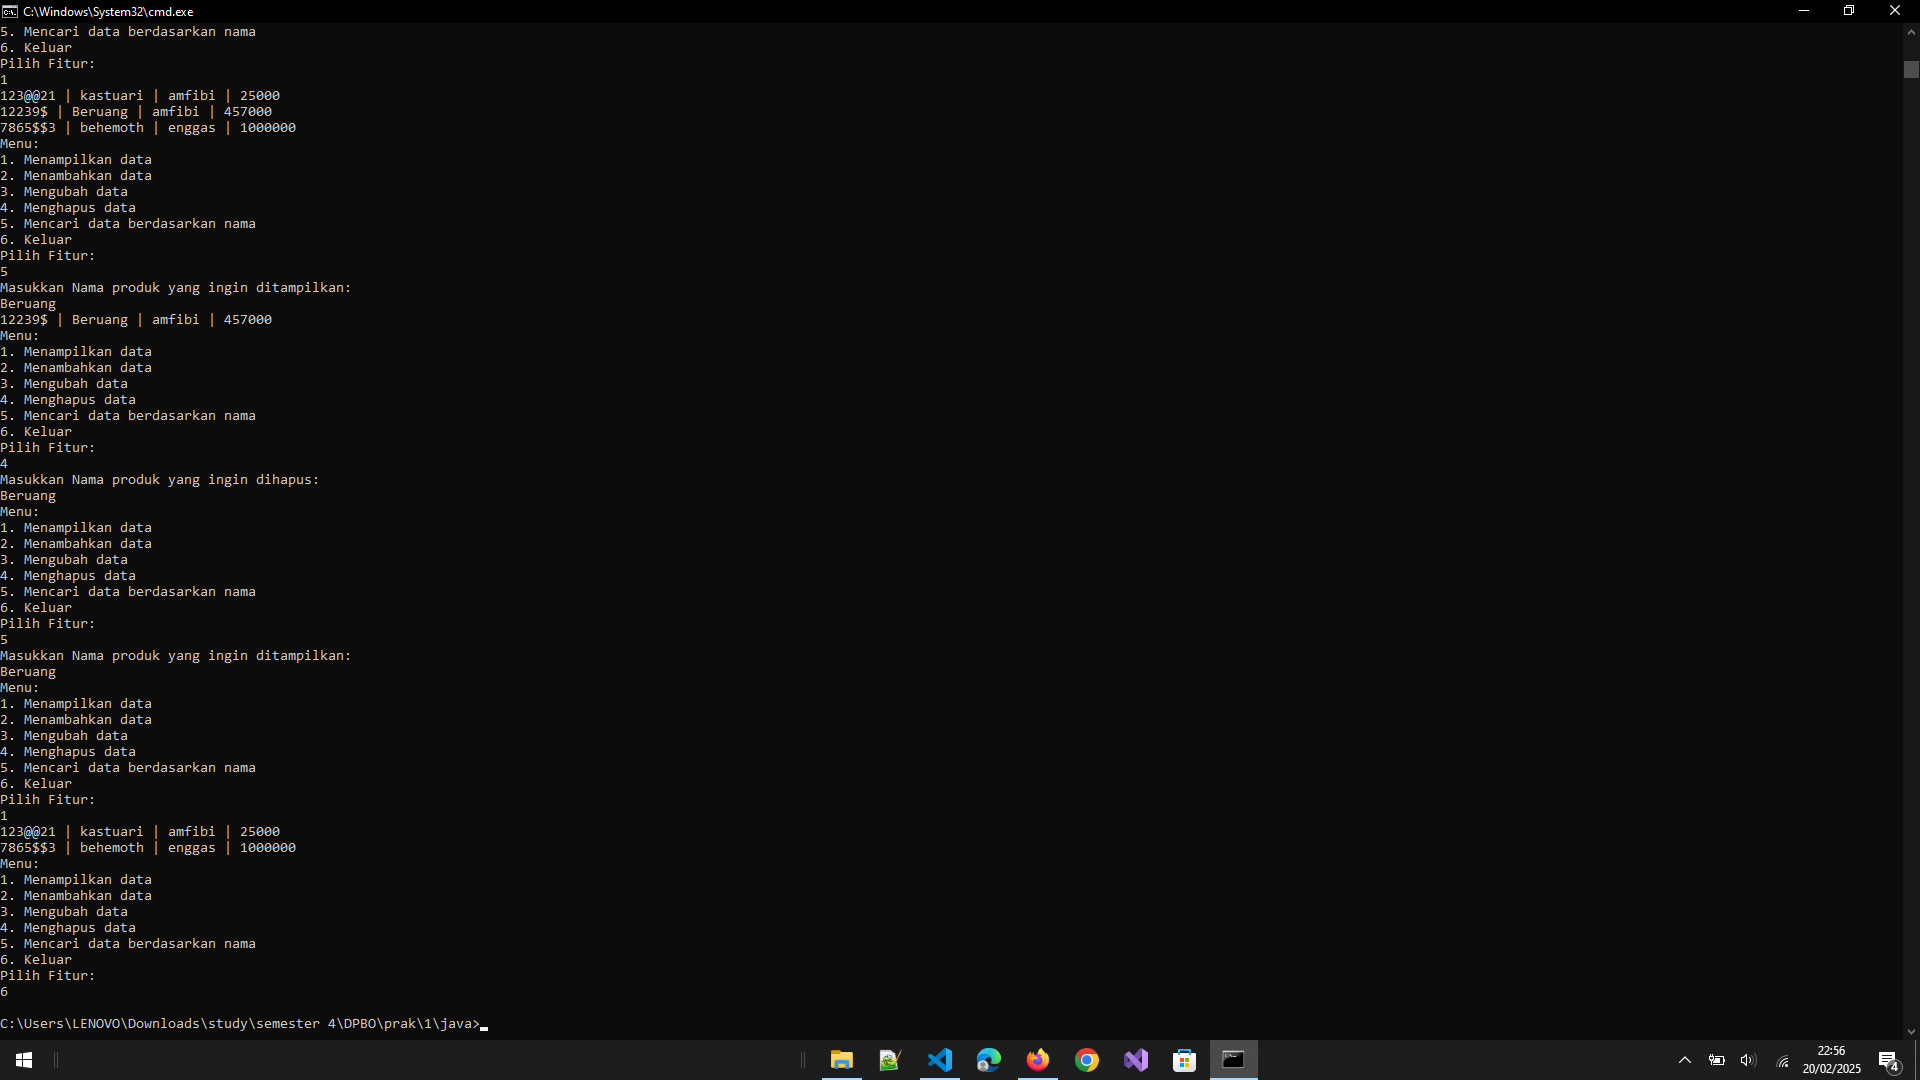 C:\Windows\System32\cmd.exe
5. Mencari data berdasarkan nama
6. Keluar
Pilih Fitur:
1
123@@21 | kastuari | amfibi | 25000
12239$ | Beruang | amfibi | 457000
7865$$3 | behemoth | enggas | 1000000
Menu:
1. Menampilkan data
2. Menambahkan data
3. Mengubah data
4. Menghapus data
5. Mencari data berdasarkan nama
6. Keluar
Pilih Fitur:
5
Masukkan Nama produk yang ingin ditampilkan:
Beruang
12239$ | Beruang | amfibi | 457000
Menu:
1. Menampilkan data
2. Menambahkan data
3. Mengubah data
4. Menghapus data
5. Mencari data berdasarkan nama
6. Keluar
Pilih Fitur:
4
Masukkan Nama produk yang ingin dihapus:
Beruang
Menu:
1. Menampilkan data
2. Menambahkan data
3. Mengubah data
4. Menghapus data
5. Mencari data berdasarkan nama
6. Keluar
Pilih Fitur:
5
Masukkan Nama produk yang ingin ditampilkan:
Beruang
Menu:
1. Menampilkan data
2. Menambahkan data
3. Mengubah data
4. Menghapus data
5. Mencari data berdasarkan nama
6. Keluar
Pilih Fitur:
1
123@@21 | kastuari | amfibi | 25000
7865$$3 | behemoth | enggas | 1000000
Menu:
1. Menampilkan data
2. Menambahkan data
3. Mengubah data
4. Menghapus data
5. Mencari data berdasarkan nama
6. Keluar
Pilih Fitur:
6
C:\Users\LENOVO\Downloads\study\semester 4\DPBO\prak\1\java>
22:56
20/02/2025
4